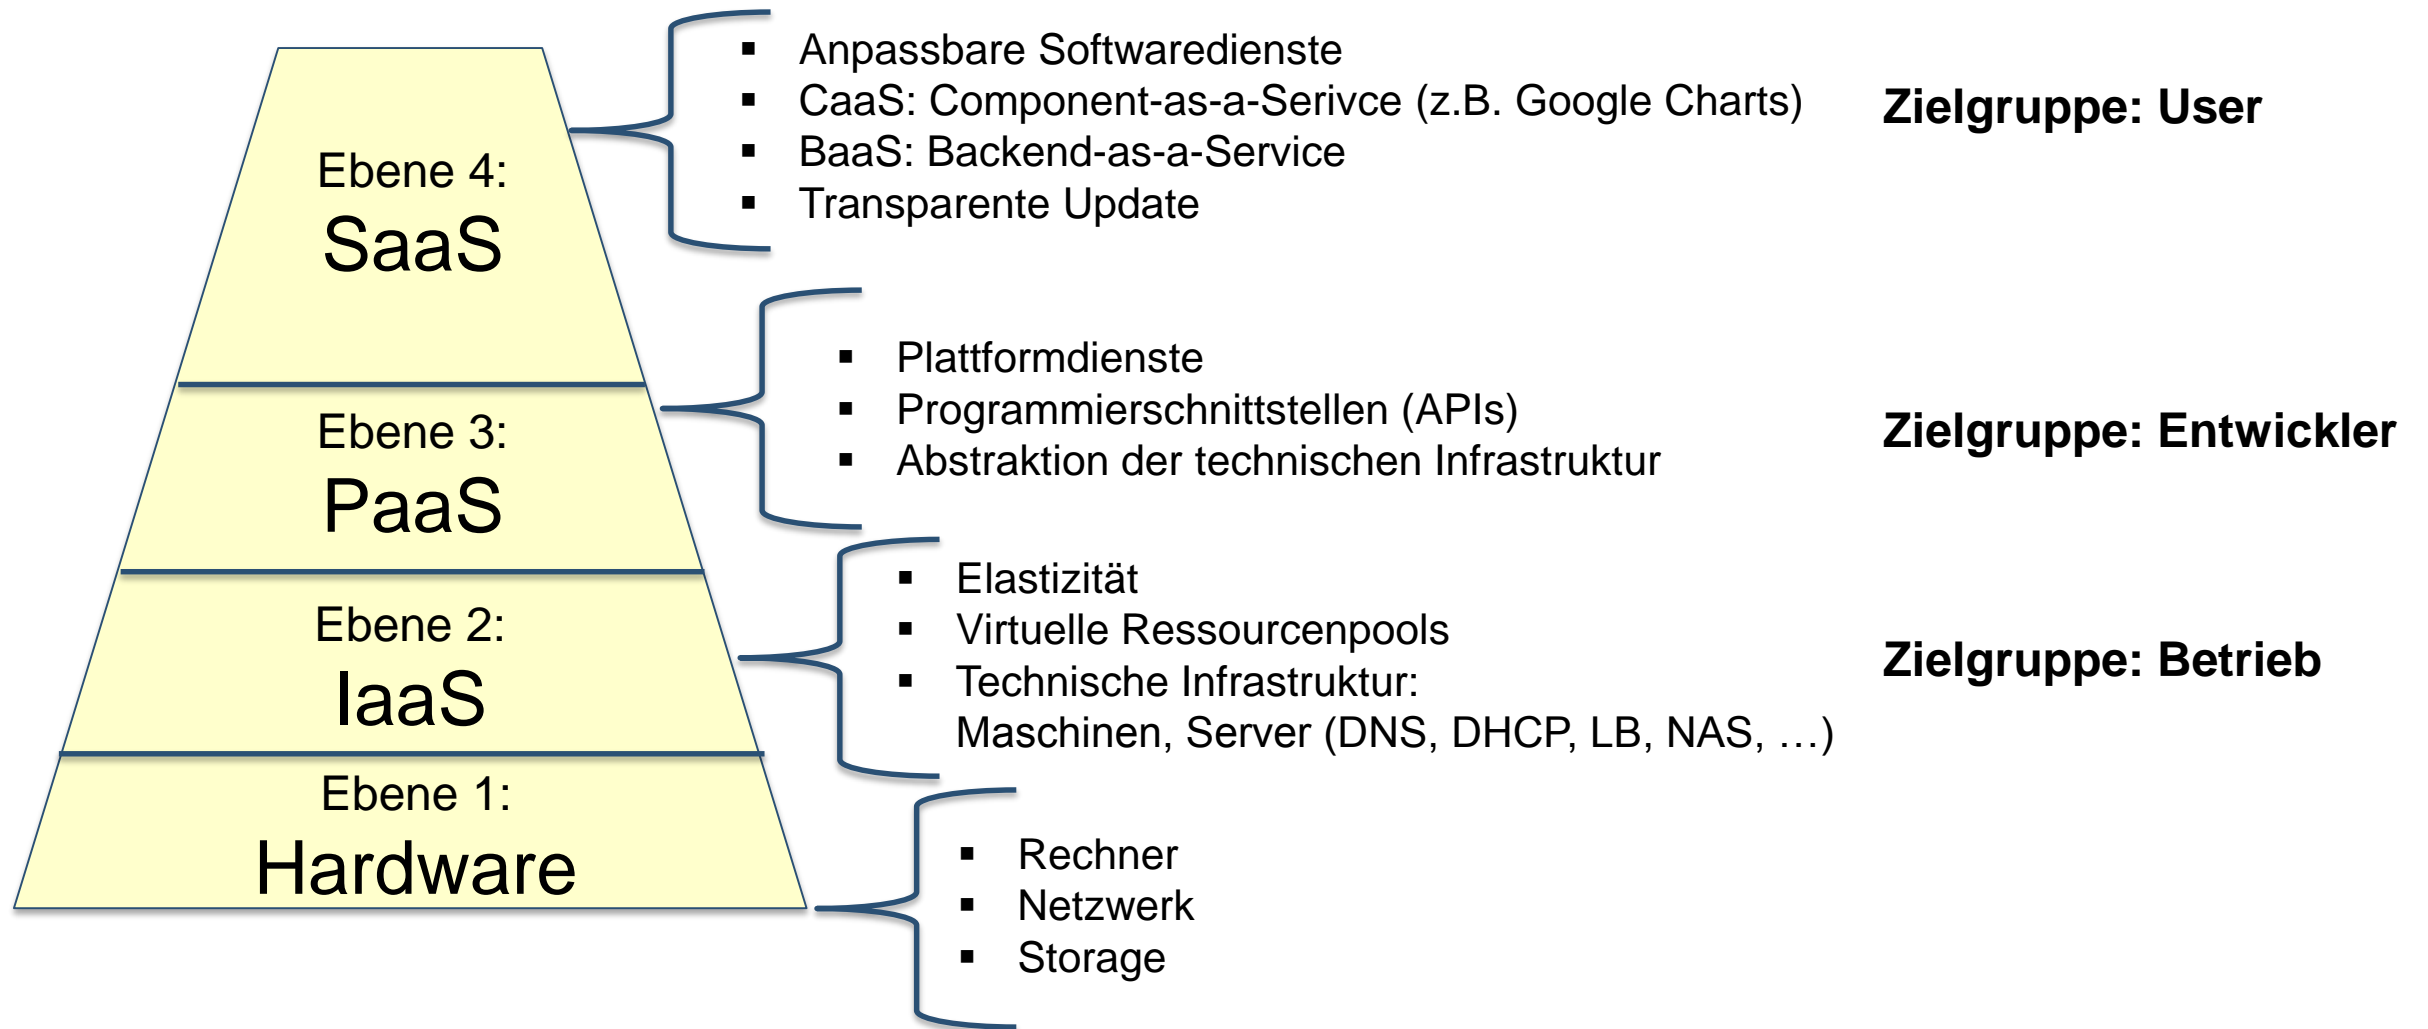 Ebene 4:
SaaS
Anpassbare Softwaredienste
CaaS: Component-as-a-Serivce (z.B. Google Charts)
BaaS: Backend-as-a-Service
Transparente Update
Zielgruppe: User
Ebene 3:
PaaS
Plattformdienste
Programmierschnittstellen (APIs)
Abstraktion der technischen Infrastruktur
Zielgruppe: Entwickler
Ebene 2:
IaaS
Elastizität
Virtuelle Ressourcenpools
Technische Infrastruktur:
Maschinen, Server (DNS, DHCP, LB, NAS, …)
Zielgruppe: Betrieb
Ebene 1:
Hardware
Rechner
Netzwerk
Storage